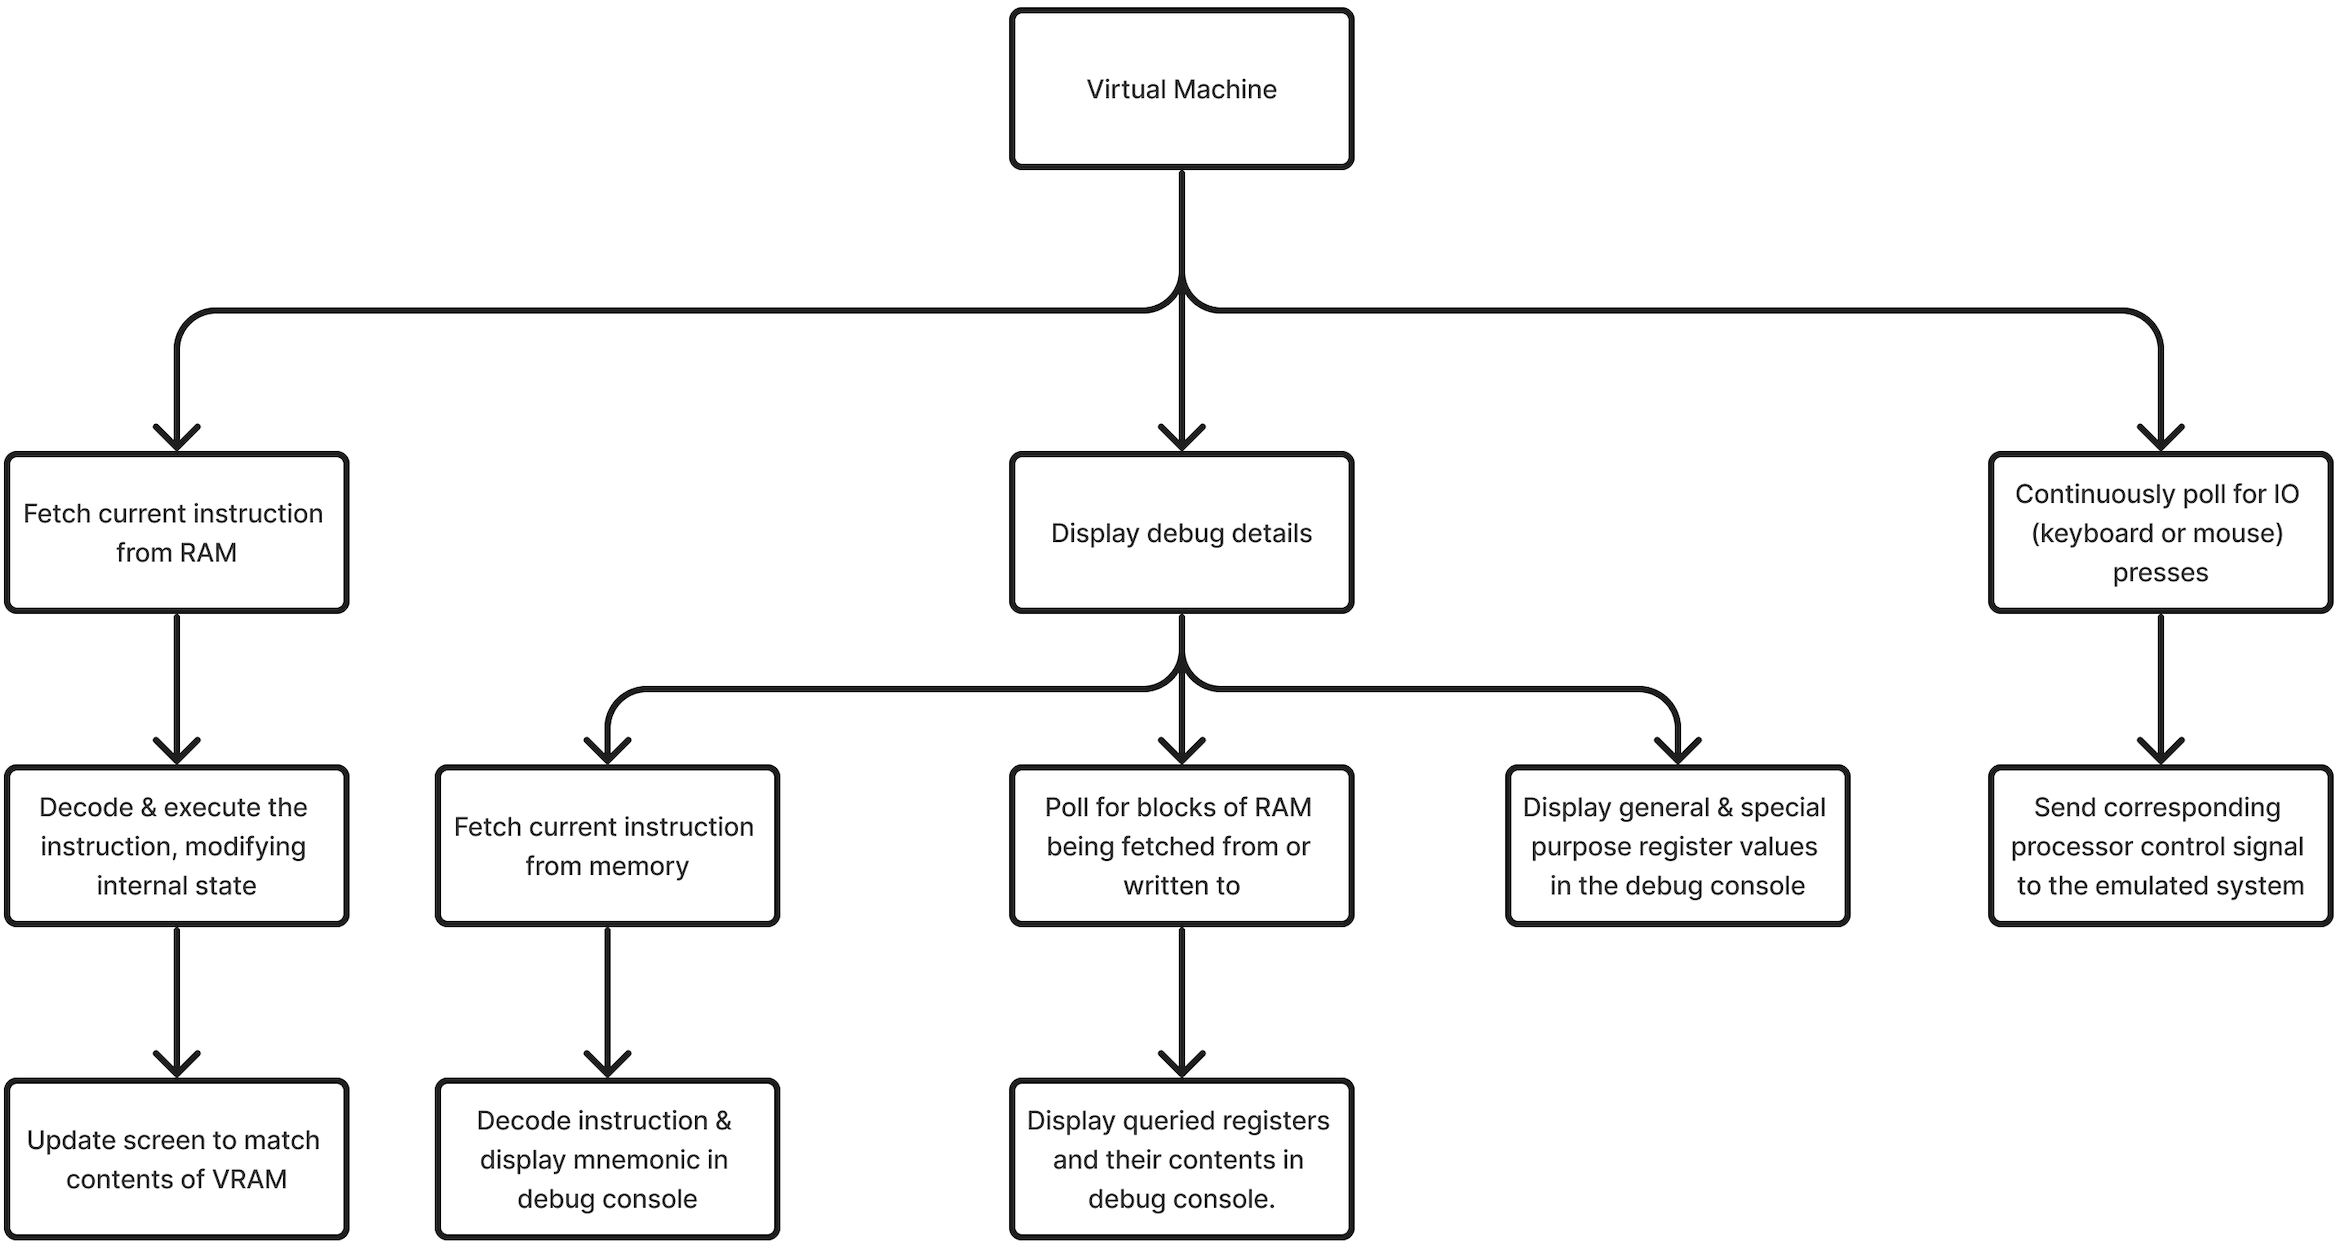 Virtual Machine
Fetch current instruction
from RAM
Display debug details
Continuously poll for IO
(keyboard or mouse)
presses
Decode & execute the
instruction, modifying
internal state
Fetch current instruction
from memory
Poll for blocks of RAM
being fetched from or
written to
Display general & special
purpose register values
in the debug console
Send corresponding
processor control signal
to the emulated system
Update screen to match
contents of VRAM
Decode instruction &
display mnemonic in
debug console
Display queried registers
and their contents in
debug console.